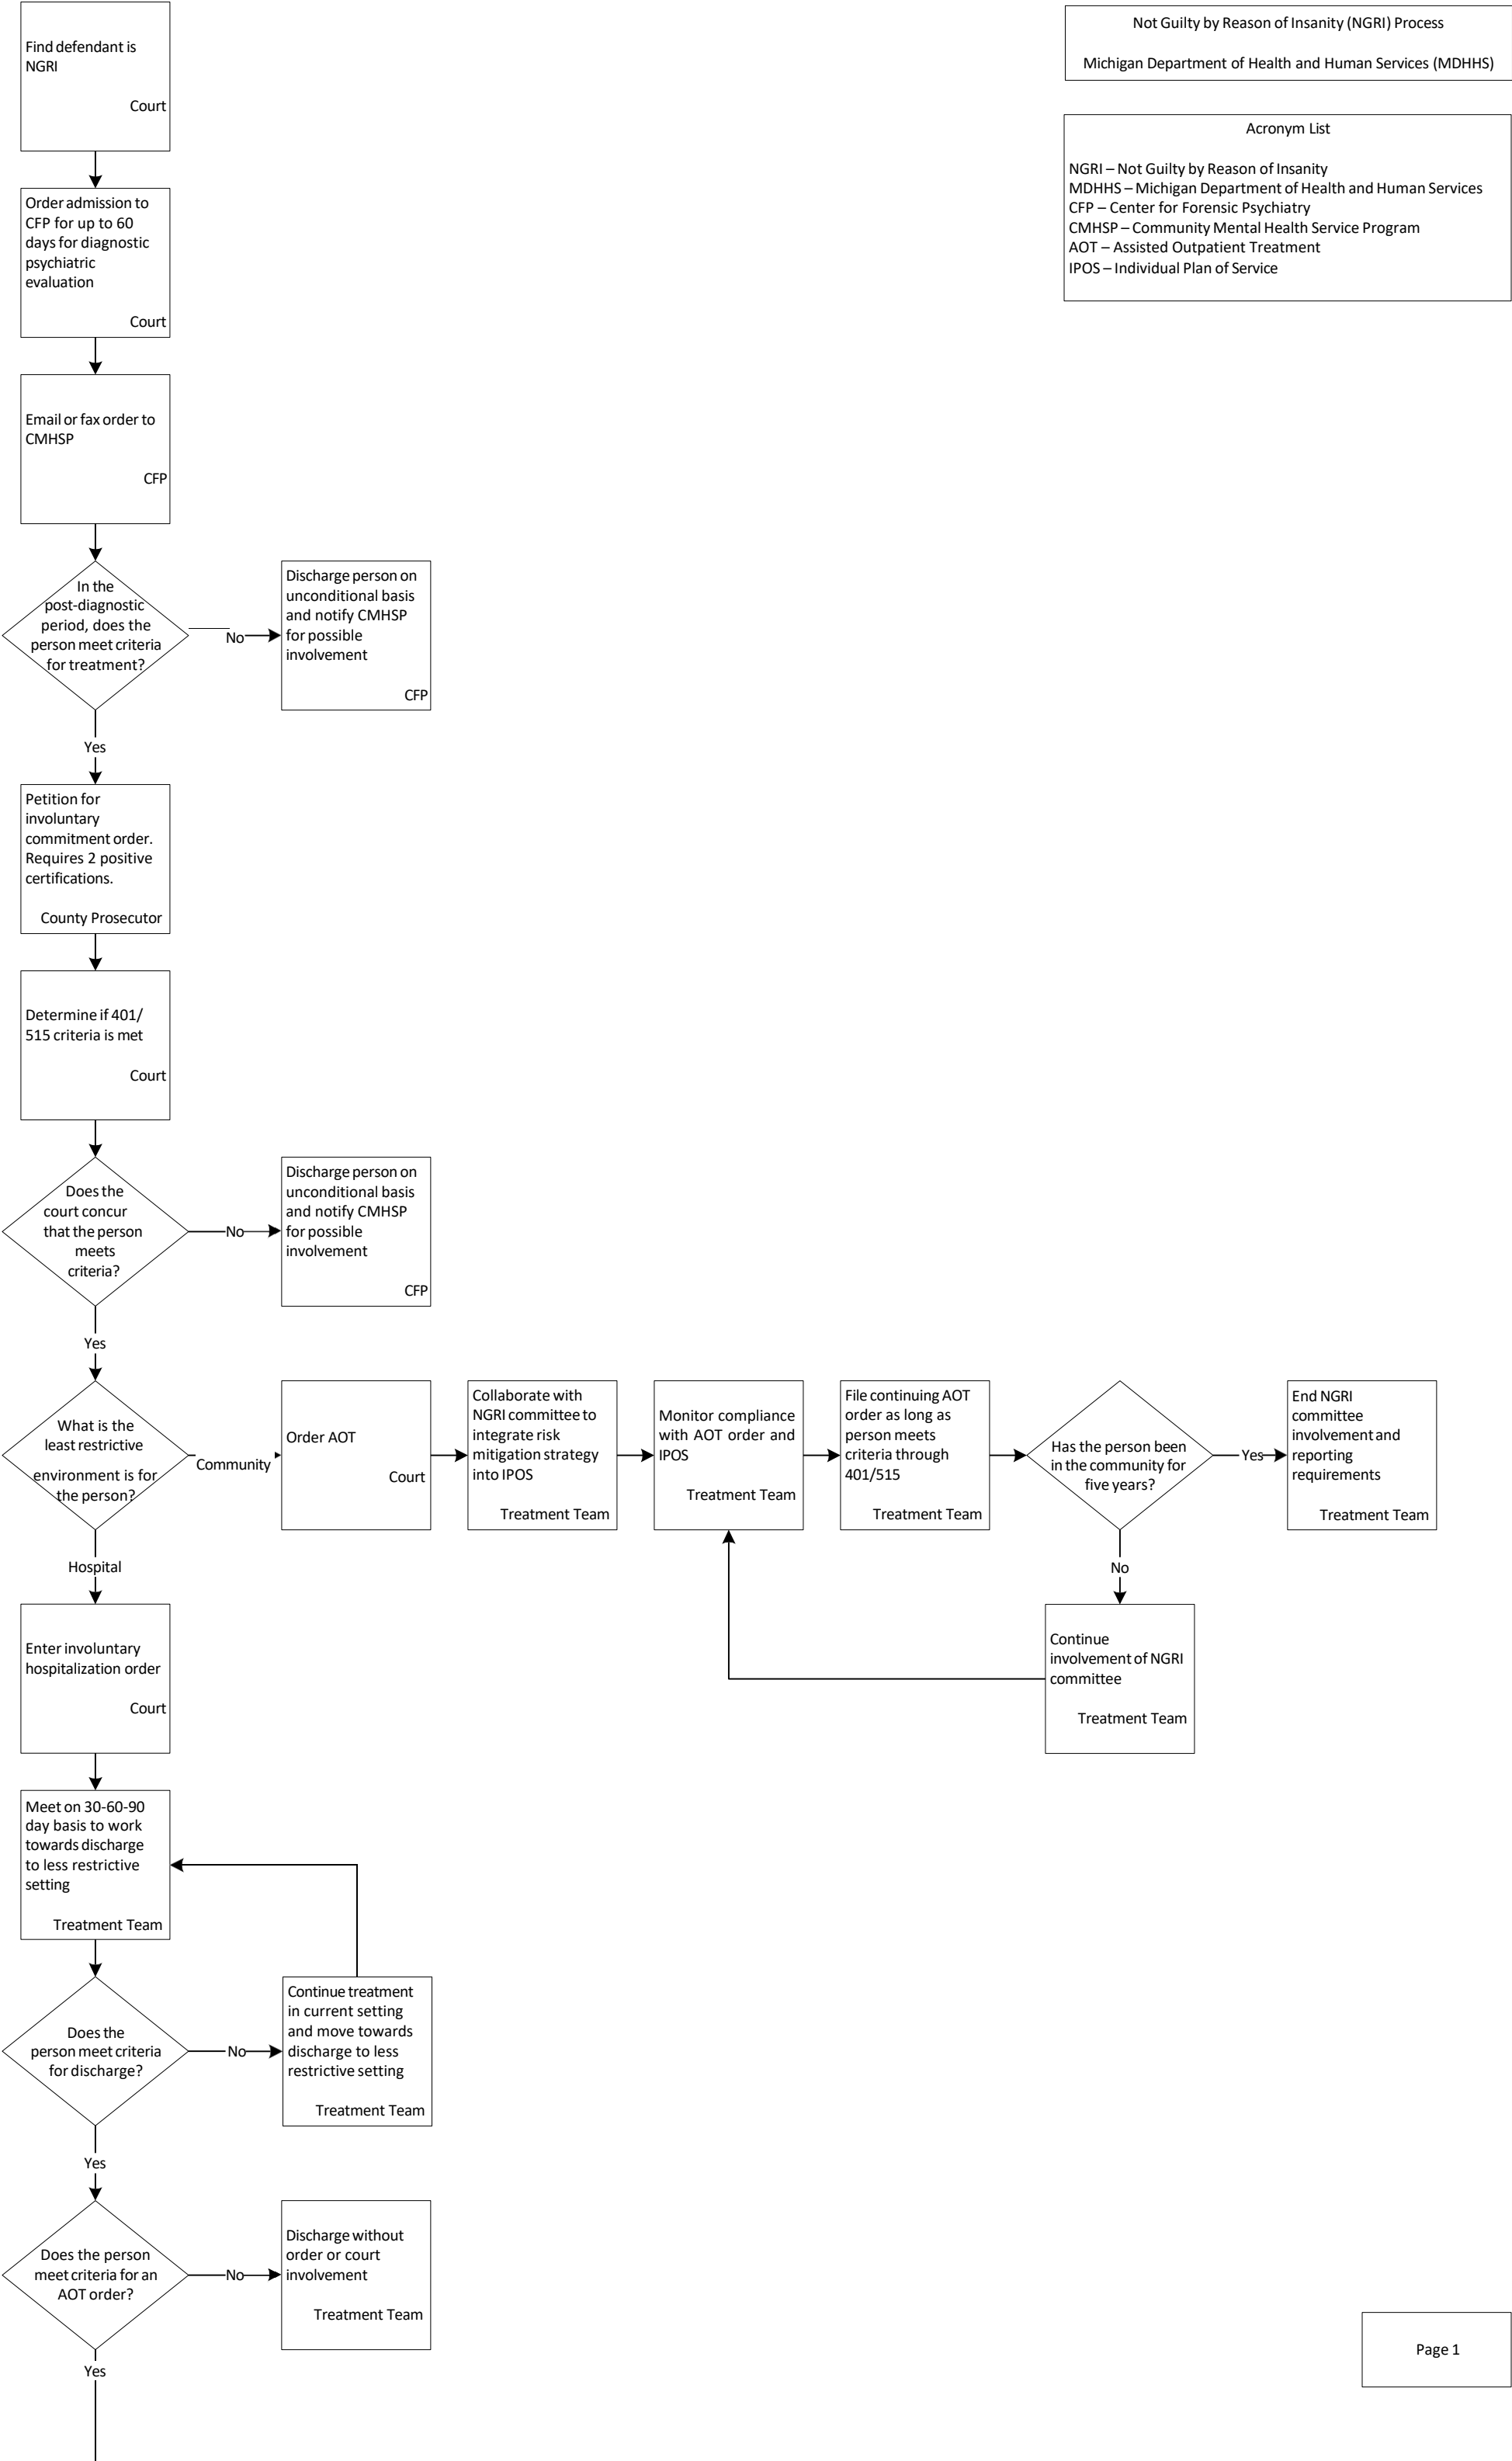 Not Guilty by Reason of Insanity (NGRI) Process
Michigan Department of Health and Human Services (MDHHS)
Acronym List
NGRI – Not Guilty by Reason of Insanity
MDHHS – Michigan Department of Health and Human Services
CFP – Center for Forensic Psychiatry
CMHSP – Community Mental Health Service Program
AOT – Assisted Outpatient Treatment
IPOS – Individual Plan of Service
Find defendant is
NGRI
Court
Order admission to
CFP for up to 60
days for diagnostic
psychiatric
evaluation
Court
Email or fax order to
CMHSP
CFP
In the
post-diagnostic
period, does the
person meet criteria
for treatment?
No
Discharge person on
unconditional basis
and notify CMHSP
for possible
involvement
CFP
Yes
Petition for
involuntary
commitment order.
Requires 2 positive
certifications.
County Prosecutor
Determine if 401/
515 criteria is met
Court
Does the
court concur
that the person
meets
criteria?
No
Discharge person on
unconditional basis
and notify CMHSP
for possible
involvement
CFP
Yes
What is the
least restrictive
environment is for
the person?
Community
Order AOT
Court
Collaborate with
NGRI committee to
integrate risk
mitigation strategy
into IPOS
Treatment Team
Monitor compliance
with AOT order and
IPOS
Treatment Team
File continuing AOT
order as long as
person meets
criteria through
401/515
Treatment Team
Has the person been
in the community for
five years?
Yes
End NGRI
committee
involvement and
reporting
requirements
Treatment Team
No
Continue
involvement of NGRI
committee
Treatment Team
Hospital
Enter involuntary
hospitalization order
Court
Meet on 30-60-90
day basis to work
towards discharge
to less restrictive
setting
Treatment Team
Does the
person meet criteria
for discharge?
No
Continue treatment
in current setting
and move towards
discharge to less
restrictive setting
Treatment Team
Yes
Does the person
meet criteria for an
AOT order?
No
Discharge without
order or court
involvement
Treatment Team
Yes
Page 1